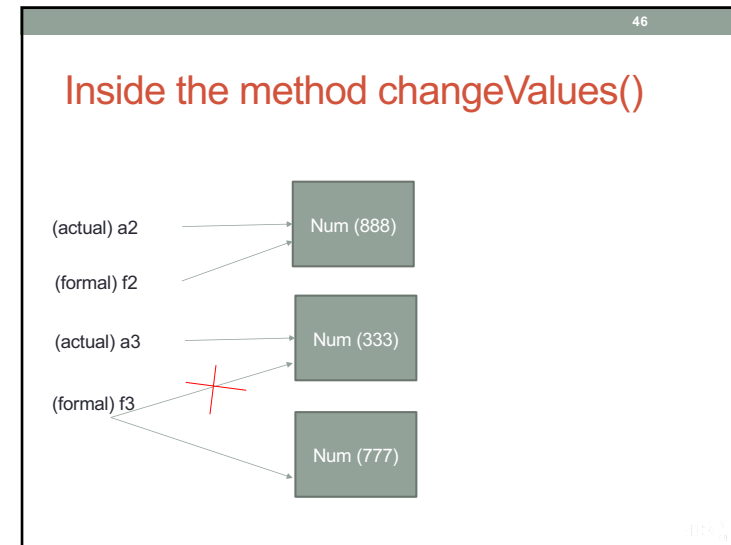 46
Inside the method changeValues()
(actual) a2
Num (888)
(formal) f2
(actual) a3
Num (333)
(formal) f3
Num (777)